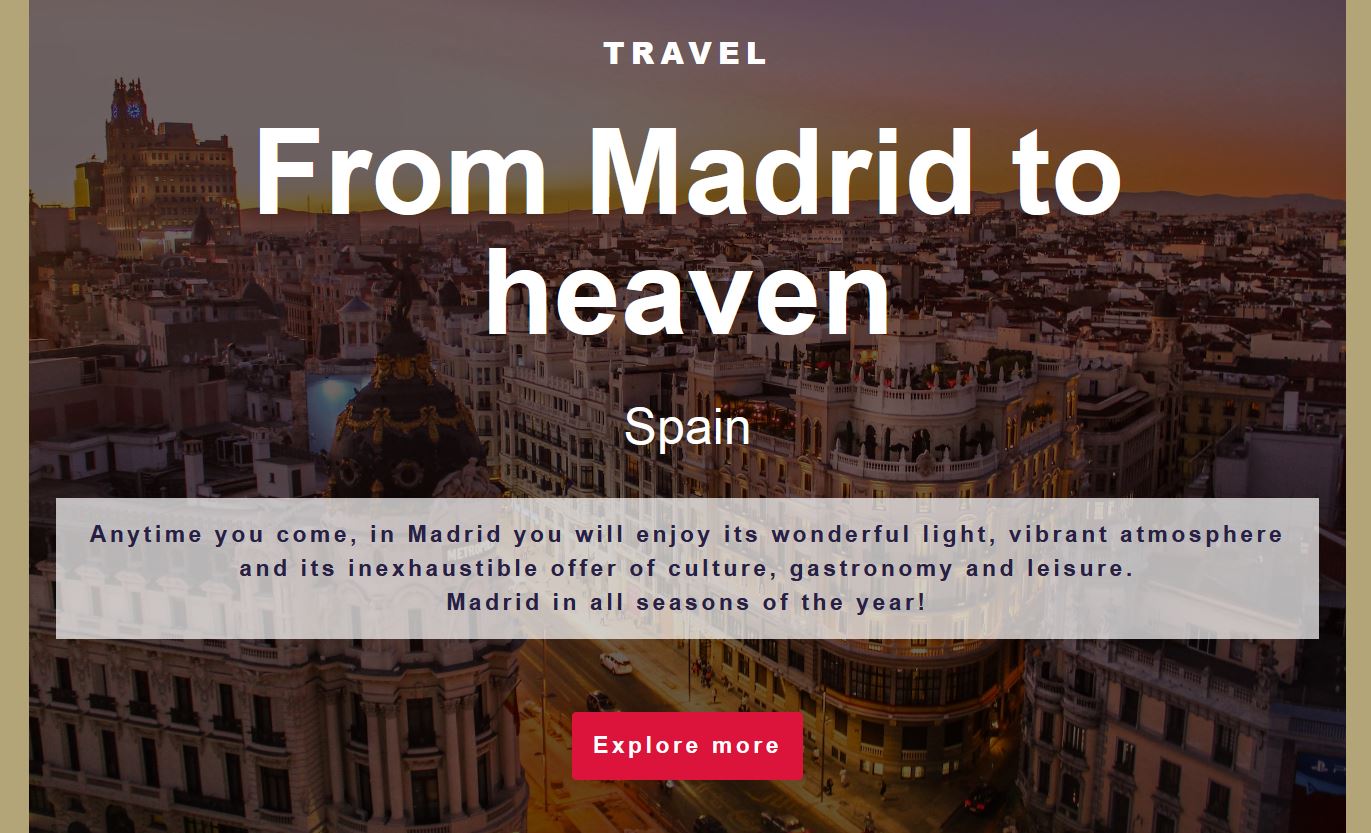 TRAVEL
From Madrid to
heaven
Spain
Anytime you come, in Madrid you will enjoy its wonderful light, vibrant atmosphere
and its inexhaustible offer of culture, gastronomy and leisure.
Madrid in all seasons of the year!
Explore more